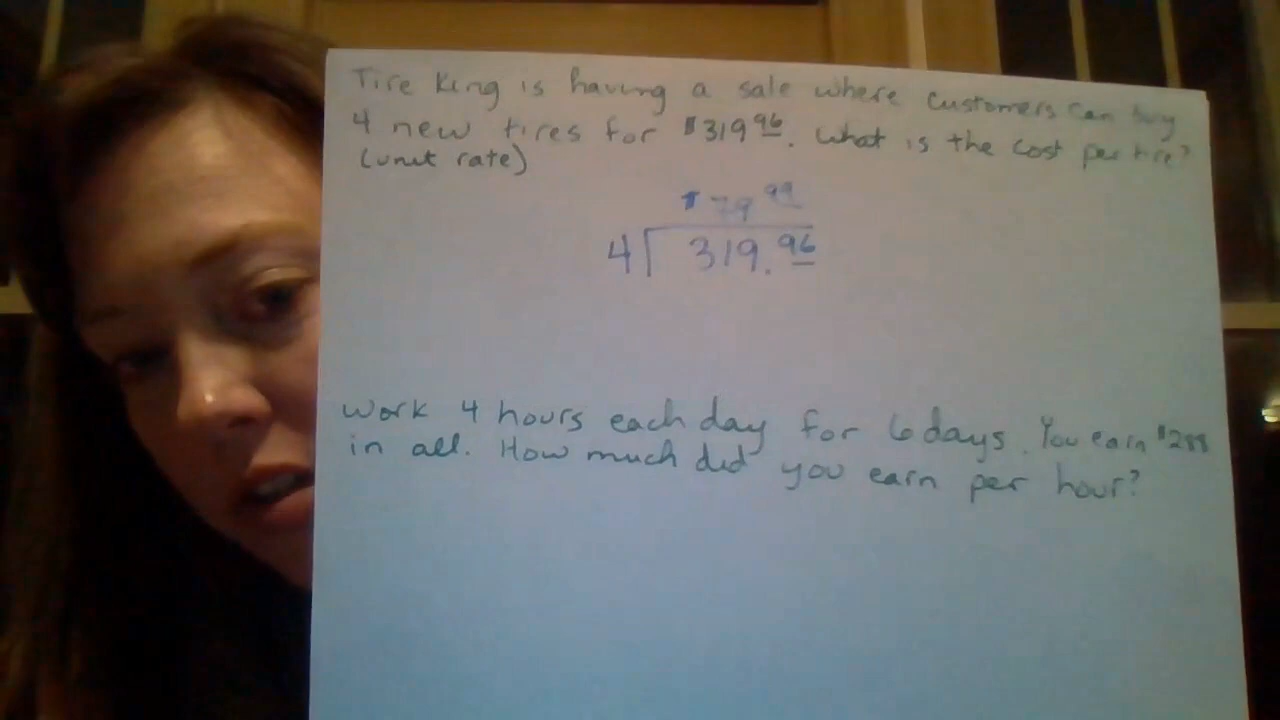 Tire King is having a sale where customers can buy
4 new tires for $319.96. What is the cost per tire?
(unit rate)
$79 99
4 319.96
Work 4 hours each day for 6 days. You earn $288
in all. How much did you earn per hour?